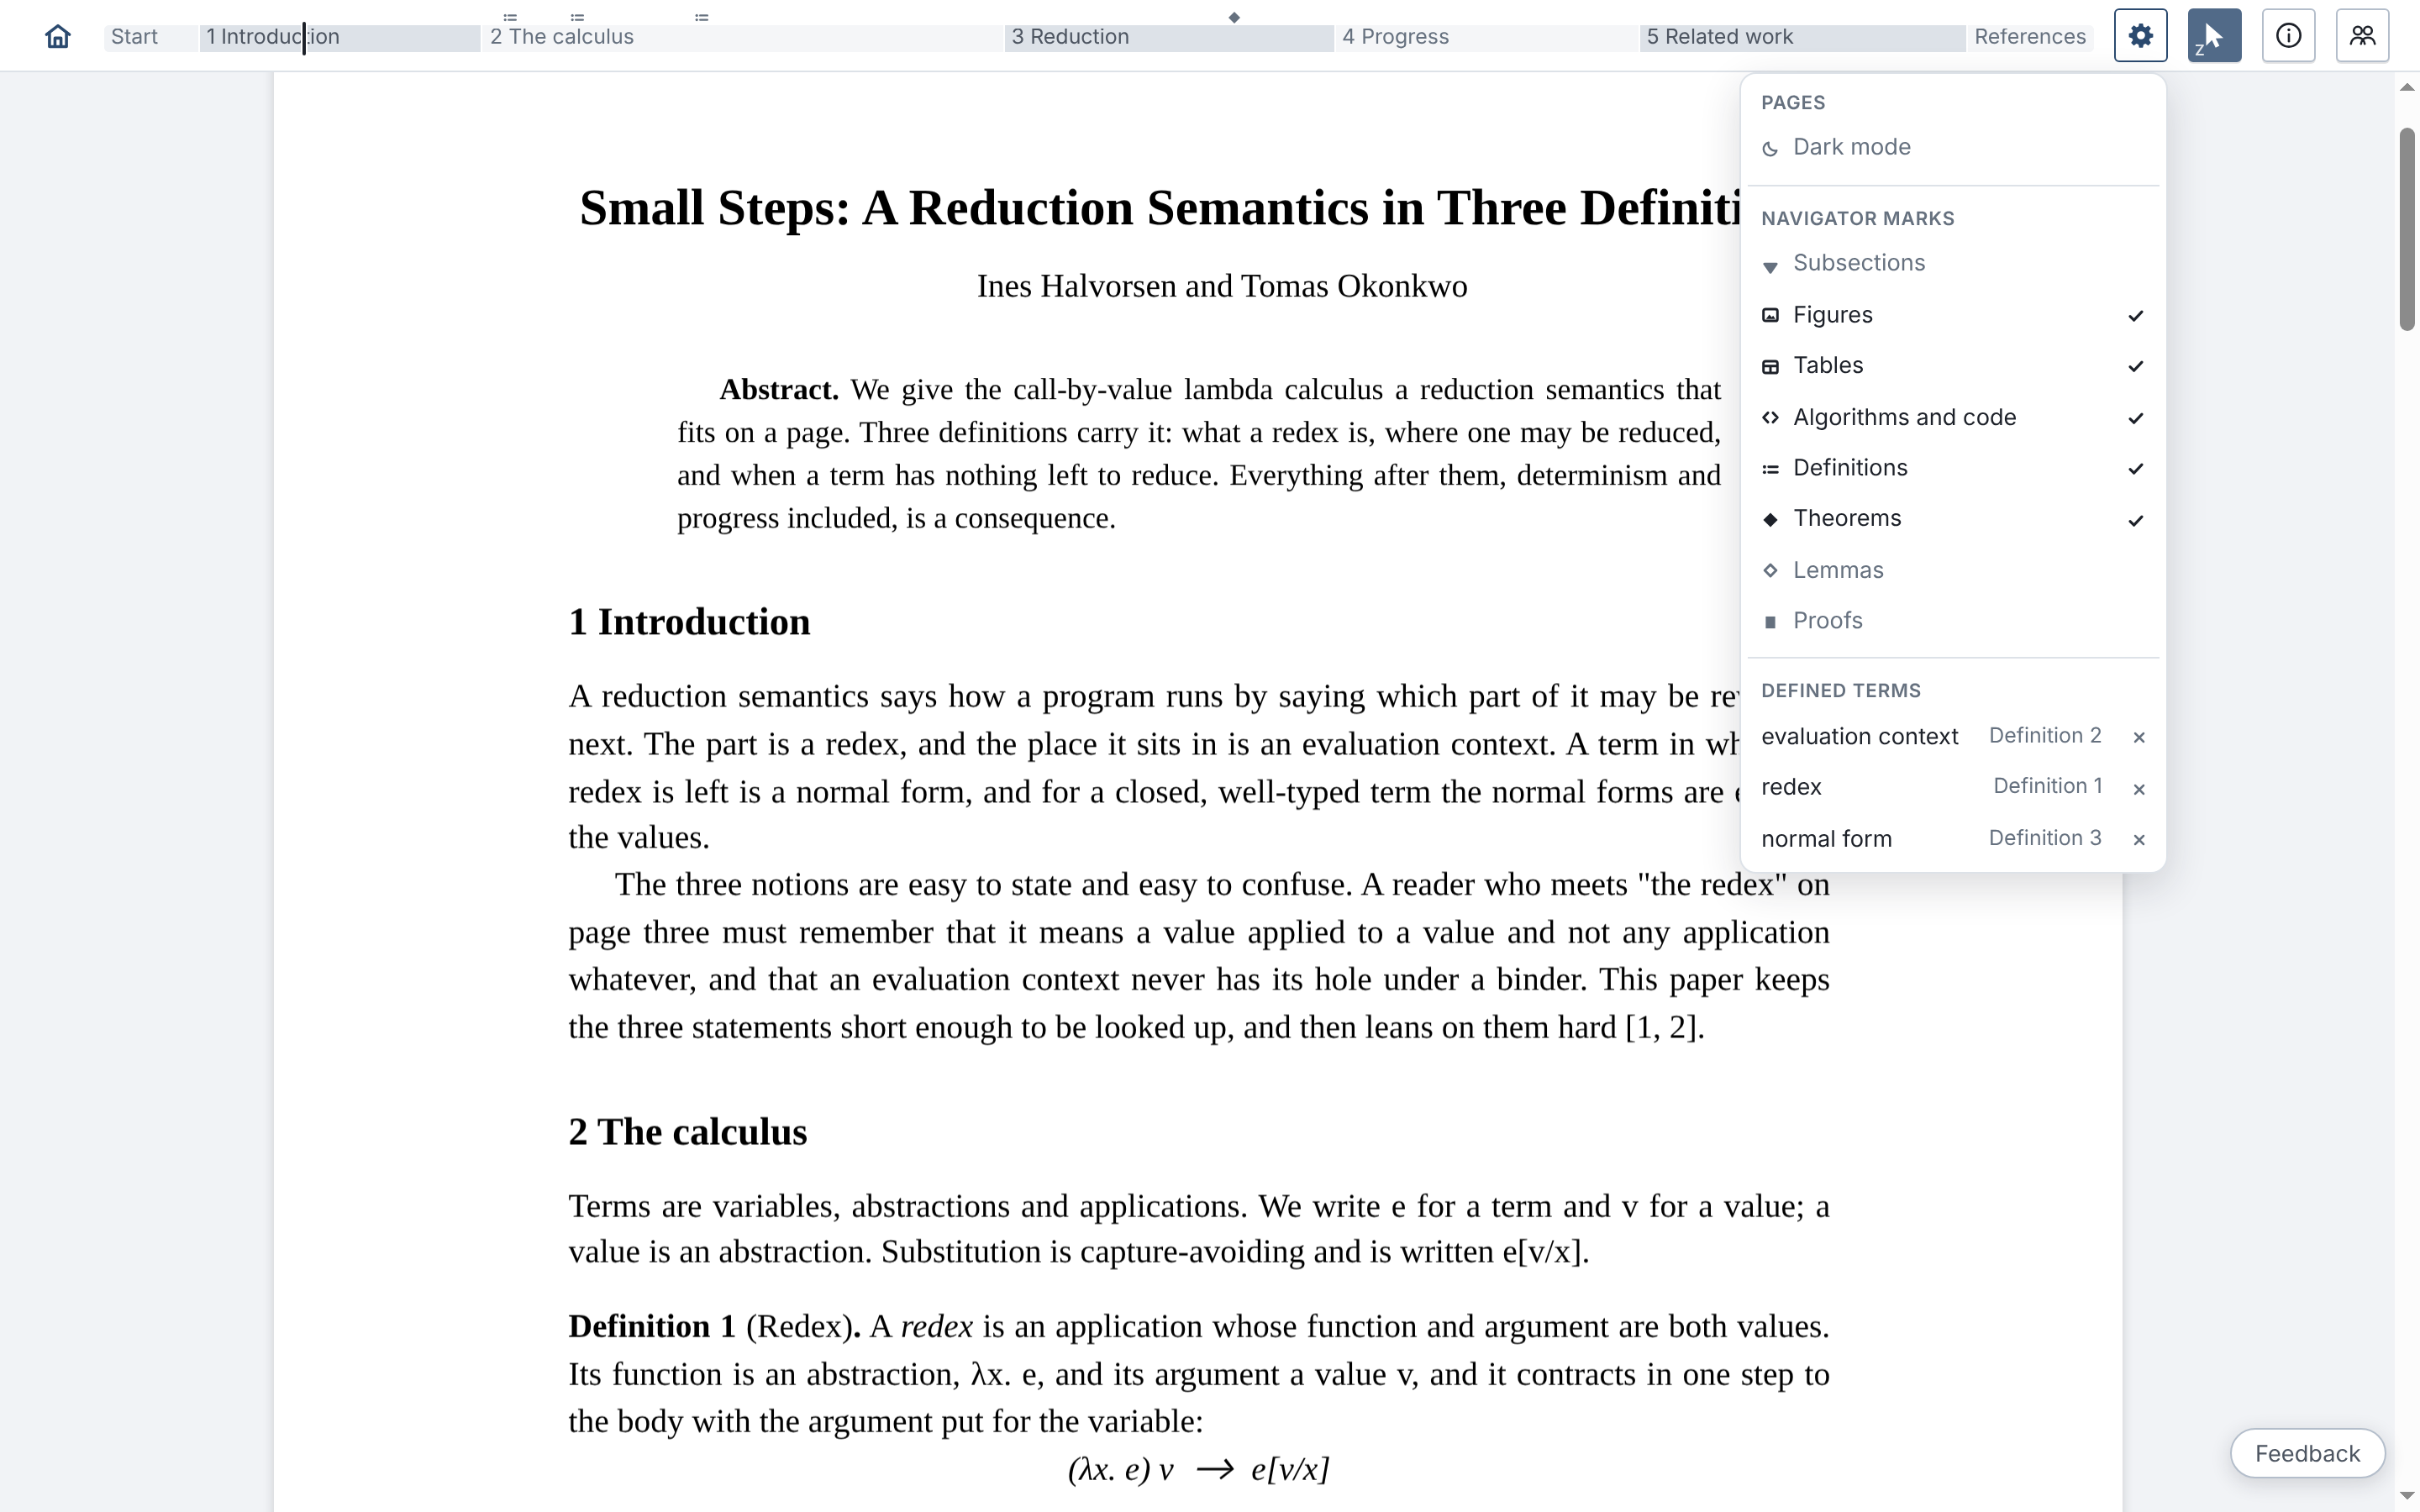 Start
1 Introduction
2 The calculus
3 Reduction
4 Progress
5 Related work
References
Z
PAGES
Dark mode
NAVIGATOR MARKS
Subsections
Figures
Tables
Algorithms and code
Definitions
Theorems
Lemmas
Proofs
DEFINED TERMS
evaluation context Definition 2 ×
redex Definition 1 ×
normal form Definition 3 ×
Small Steps: A Reduction Semantics in Three Definiti
Ines Halvorsen and Tomas Okonkwo
Abstract. We give the call-by-value lambda calculus a reduction semantics that
fits on a page. Three definitions carry it: what a redex is, where one may be reduced,
and when a term has nothing left to reduce. Everything after them, determinism and
progress included, is a consequence.
1 Introduction
A reduction semantics says how a program runs by saying which part of it may be
next. The part is a redex, and the place it sits in is an evaluation context. A term in
redex is left is a normal form, and for a closed, well-typed term the normal forms are
the values.
The three notions are easy to state and easy to confuse. A reader who meets "the redex" on
page three must remember that it means a value applied to a value and not any application
whatever, and that an evaluation context never has its hole under a binder. This paper keeps
the three statements short enough to be looked up, and then leans on them hard [1, 2].
2 The calculus
Terms are variables, abstractions and applications. We write e for a term and v for a value; a
value is an abstraction. Substitution is capture-avoiding and is written e[v/x].
Definition 1 (Redex). A redex is an application whose function and argument are both values.
Its function is an abstraction, λx. e, and its argument a value v, and it contracts in one step to
the body with the argument put for the variable:
(λx. e) v ⟶ e[v/x]
Feedback